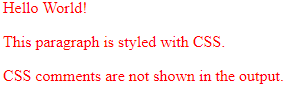 Hello World!
This paragraph is styled with CSS.
CSS comments are not shown in the output.